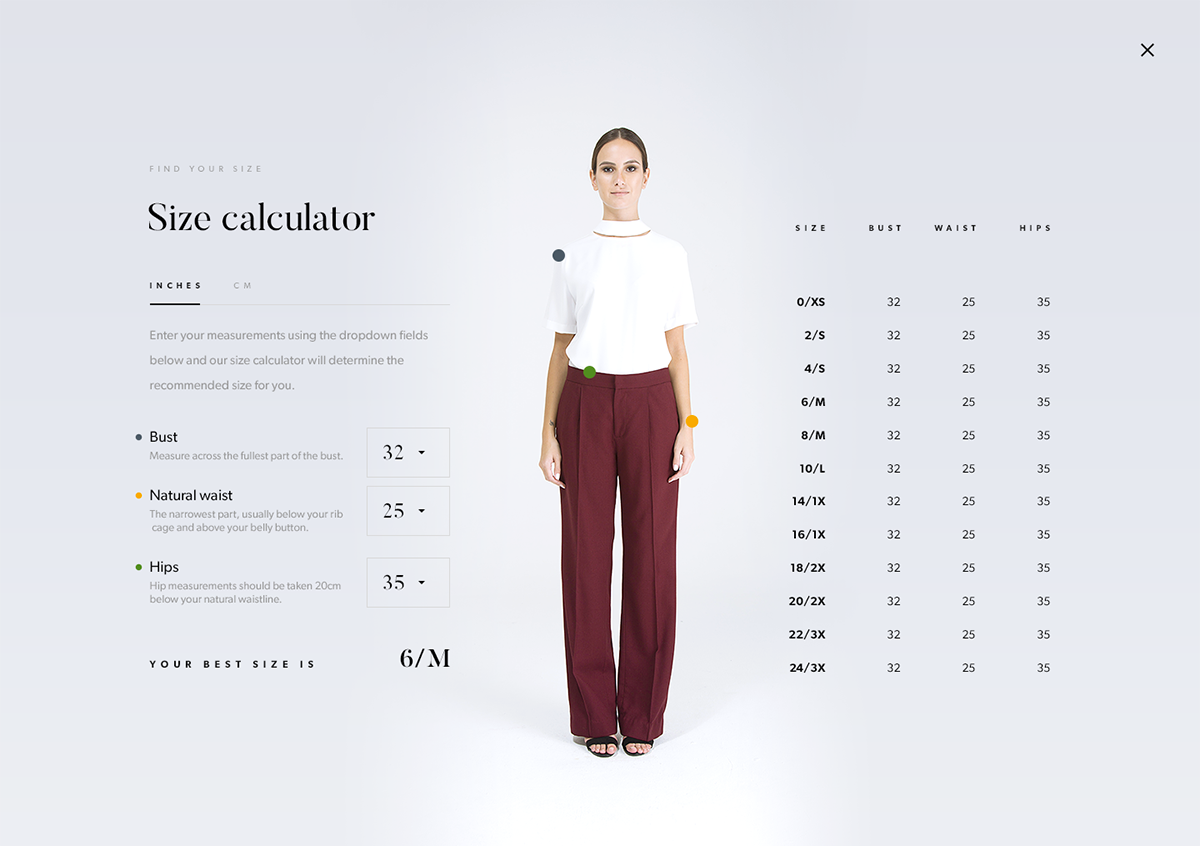 FIND YOUR SIZE
Size calculator
INCHES CM
Enter your measurements using the dropdown fields
below and our size calculator will determine the
recommended size for you.
Bust
Measure across the fullest part of the bust.
32
Natural waist
The narrowest part, usually below your rib
cage and above your belly button.
25
Hips
Hip measurements should be taken 20cm
below your natural waistline.
35
YOUR BEST SIZE IS 6/M
SIZE BUST WAIST HIPS
0/XS 32 25 35
2/S 32 25 35
4/S 32 25 35
6/M 32 25 35
8/M 32 25 35
10/L 32 25 35
14/1X 32 25 35
16/1X 32 25 35
18/2X 32 25 35
20/2X 32 25 35
22/3X 32 25 35
24/3X 32 25 35